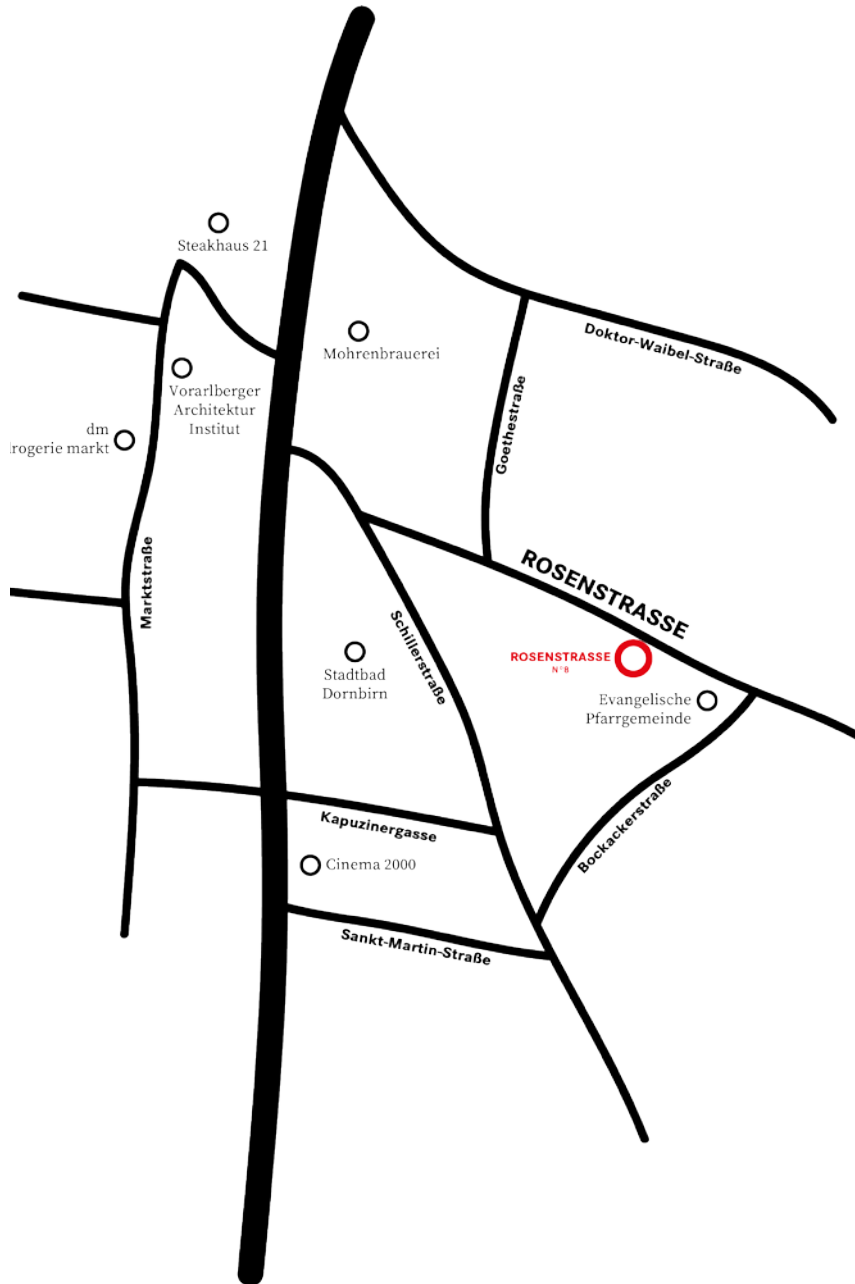 Steakhaus 21
Doktor-Waibel-Straße
Mohrenbrauerei
Vorarlberger
Architektur
Institut
Goethestraße
dm
rogerie markt
Marktstraße
ROSENSTRASSE
Schillerstraße
ROSENSTRASSE
N°8
Stadtbad
Dornbirn
Evangelische
Pfarrgemeinde
Kapuzinergasse
Bockackerstraße
Cinema 2000
Sankt-Martin-Straße